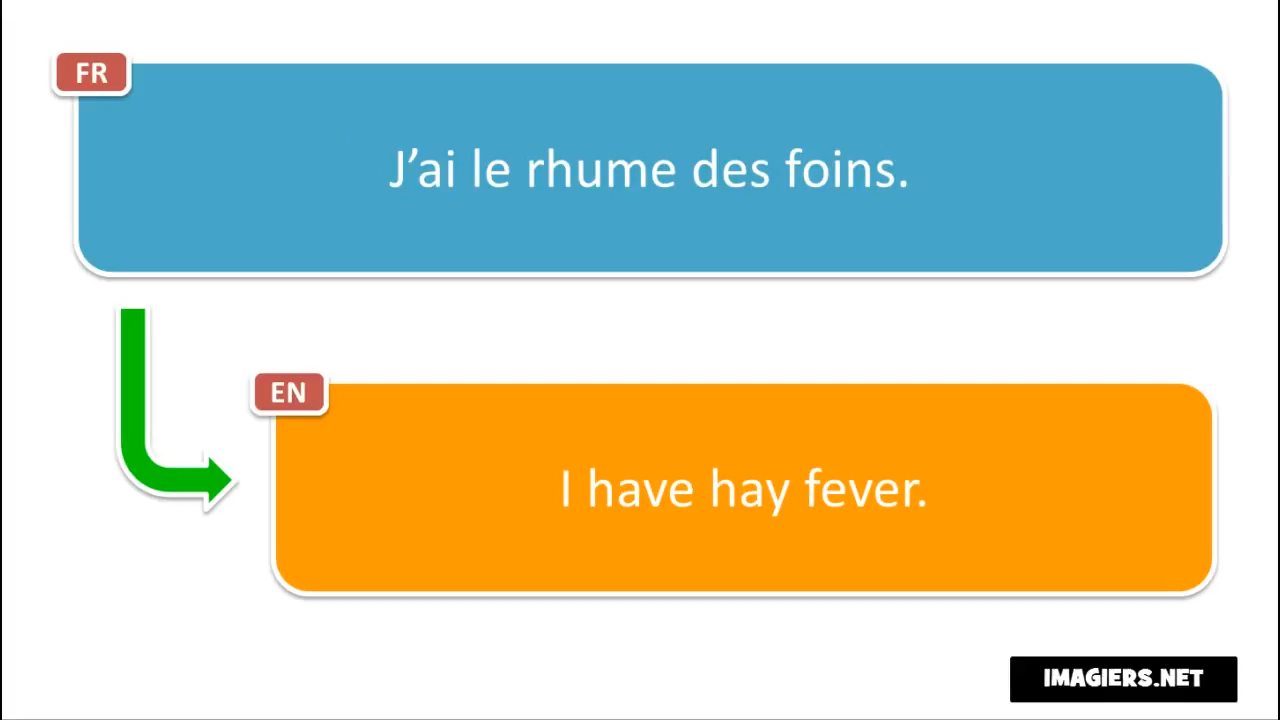 FR
J’ai le rhume des foins.
EN
I have hay fever.
IMAGIERS.NET